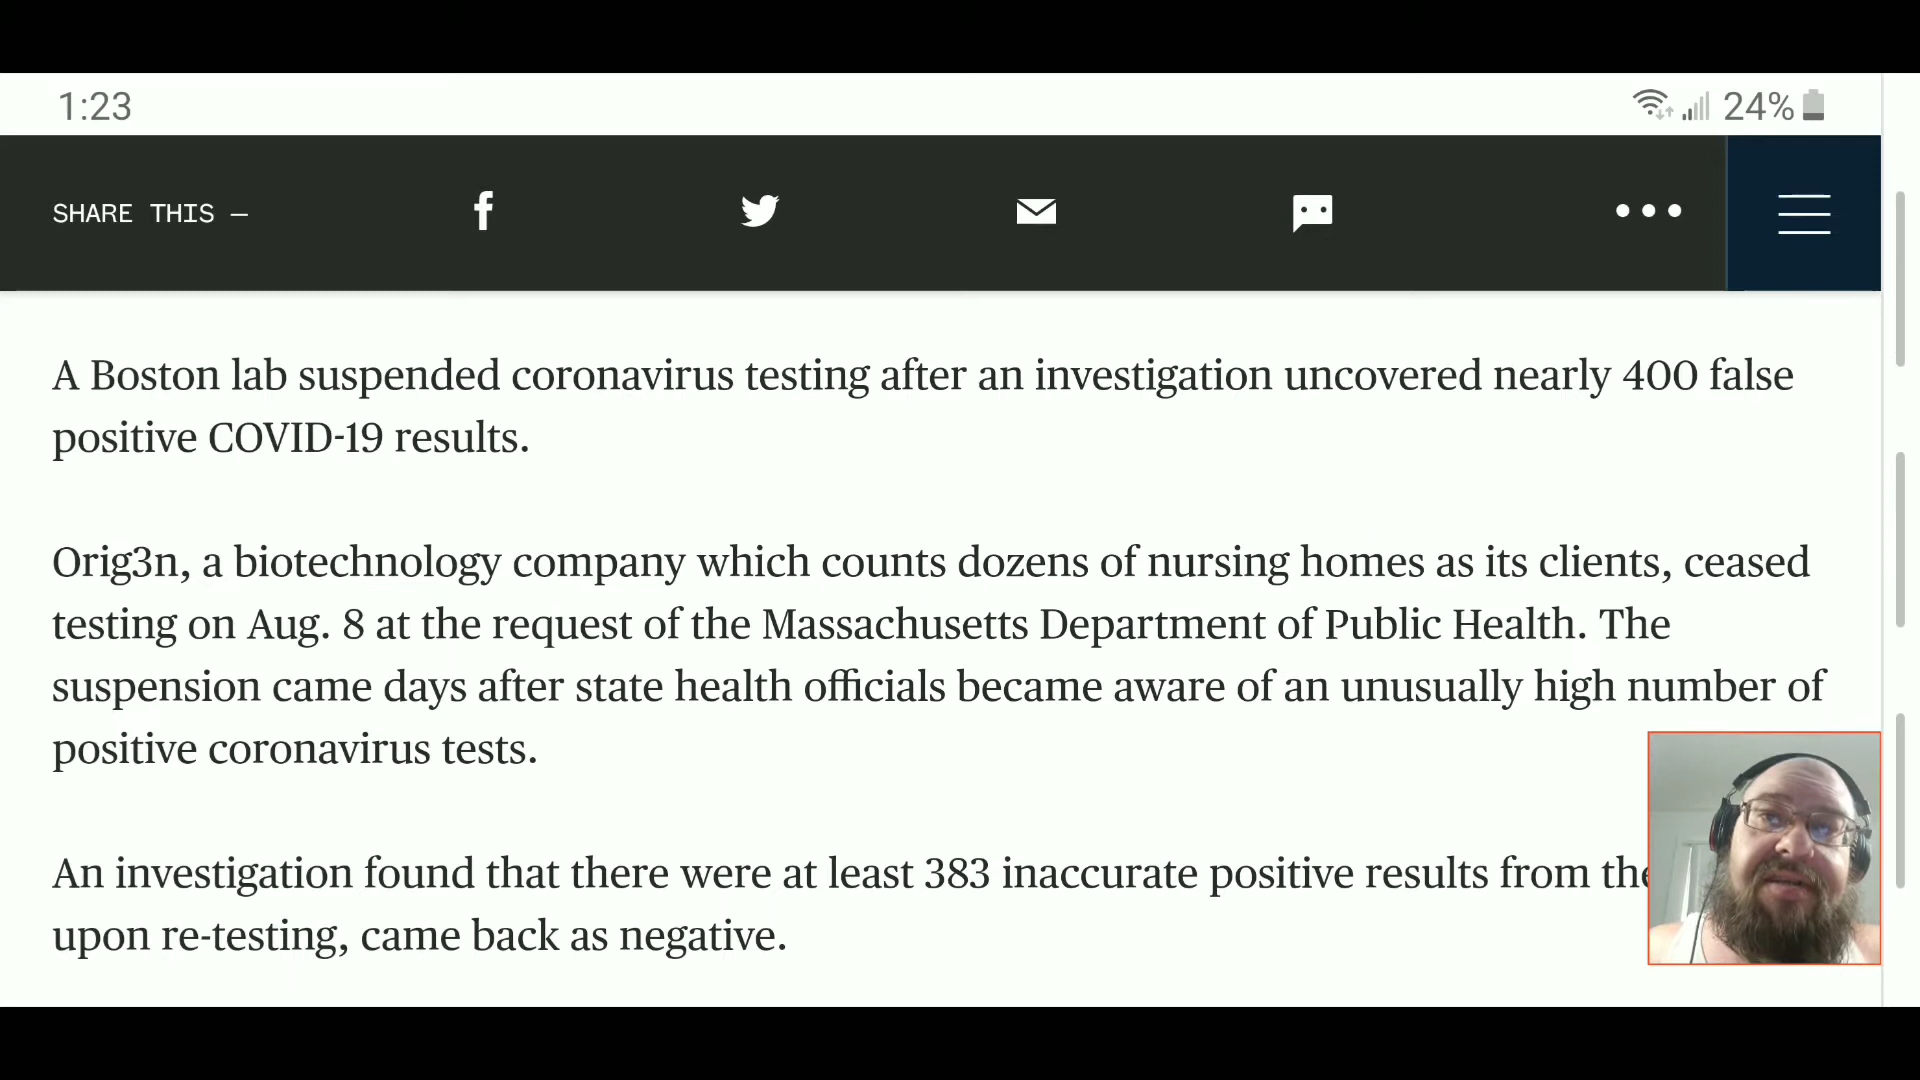 1:23
24%
SHARE THIS —
A Boston lab suspended coronavirus testing after an investigation uncovered nearly 400 false
positive COVID-19 results.
Orig3n, a biotechnology company which counts dozens of nursing homes as its clients, ceased
testing on Aug. 8 at the request of the Massachusetts Department of Public Health. The
suspension came days after state health officials became aware of an unusually high number of
positive coronavirus tests.
An investigation found that there were at least 383 inaccurate positive results from
upon re-testing, came back as negative.